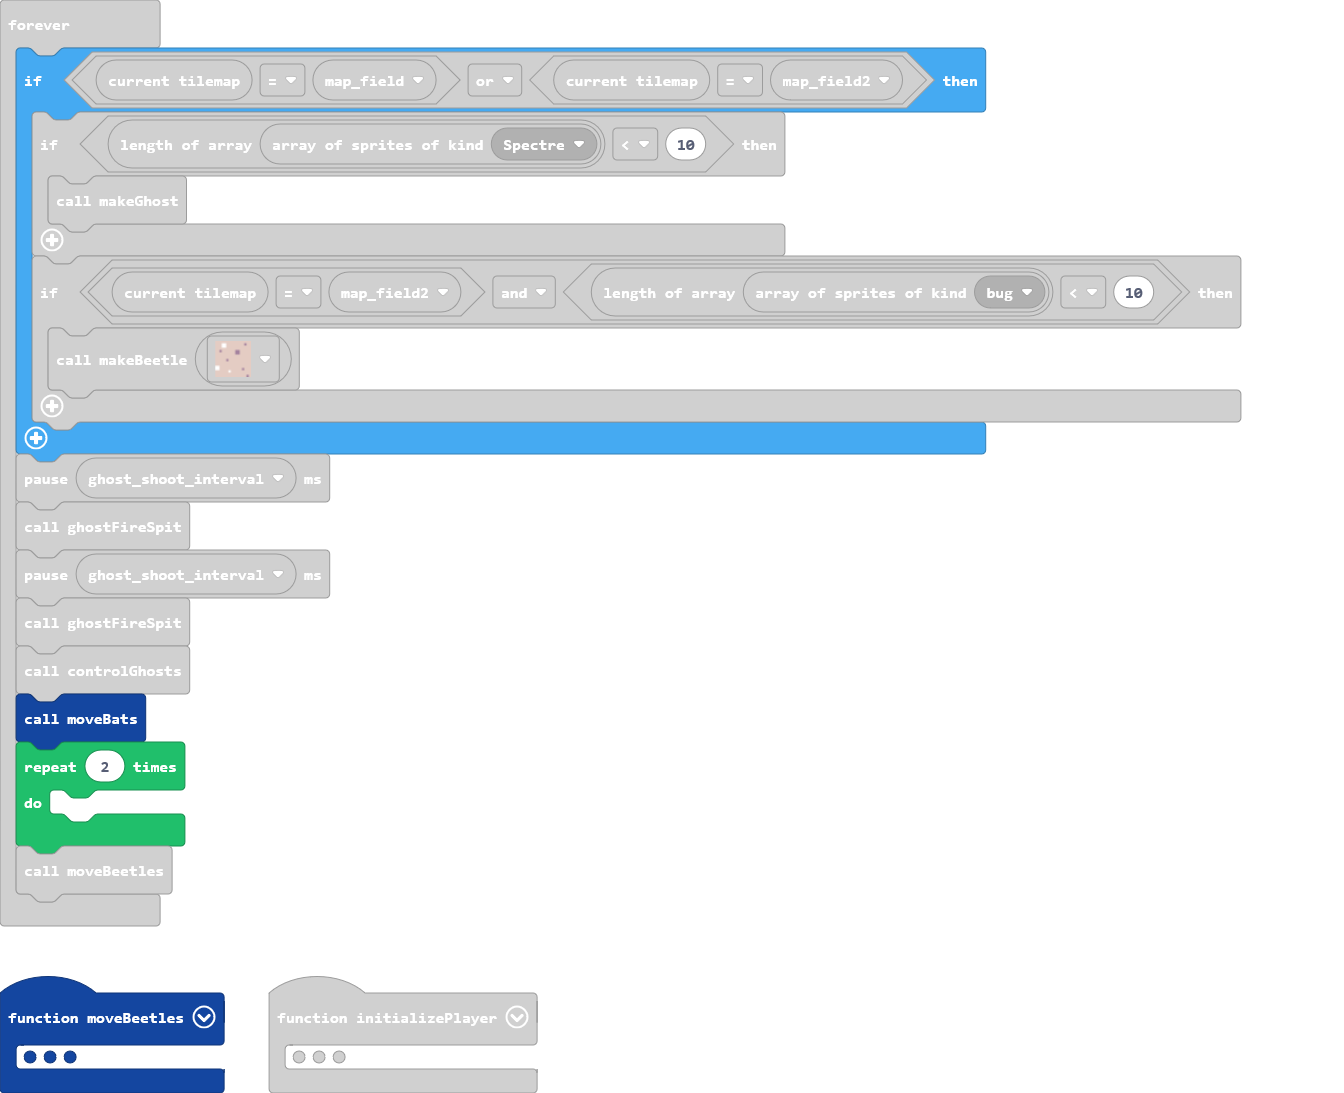 forever
if current tilemap = map_field or current tilemap = map_field2 then
if length of array array of sprites of kind Spectre < 10 then
call makeGhost
if current tilemap = map_field2 and length of array array of sprites of kind bug < 10 then
call makeBeetle
pause ghost_shoot_interval ms
call ghostFireSpit
pause ghost_shoot_interval ms
call ghostFireSpit
call controlGhosts
call moveBats
repeat 2 times
do
call moveBeetles
function moveBeetles
function initializePlayer